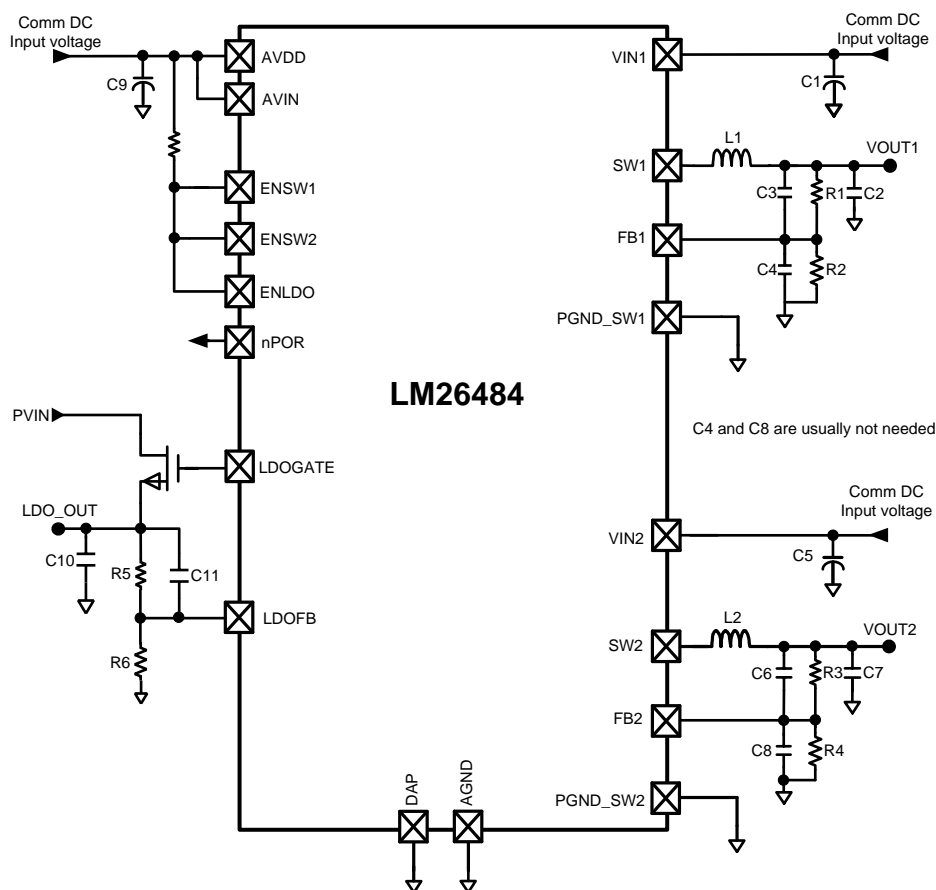 Comm DC
Input voltage
C9
AVDD
AVIN
ENSW1
ENSW2
ENLDO
nPOR
PVIN
LDOGATE
LDO_OUT
C10
R5
C11
LDOFB
R6
DAP
AGND
LM26484
Comm DC
Input voltage
VIN1
C1
L1
VOUT1
SW1
C3
R1
C2
FB1
C4
R2
PGND_SW1
C4 and C8 are usually not needed
Comm DC
Input voltage
VIN2
C5
L2
VOUT2
SW2
C6
R3
C7
FB2
C8
R4
PGND_SW2